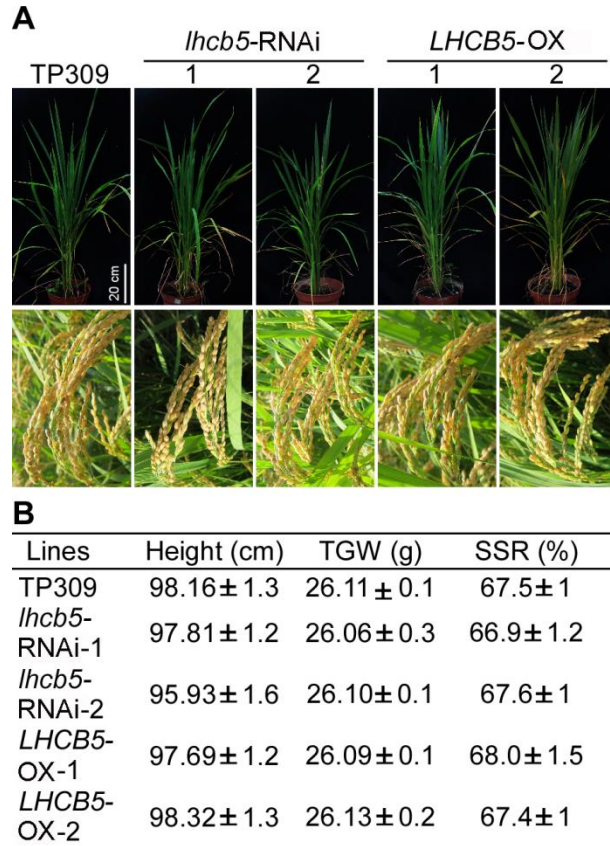 A
lhcb5-RNAi LHCB5-OX
TP309 1 2 1 2
20 cm
B
Lines Height (cm) TGW (g) SSR (%)
TP309 98.16±1.3 26.11±0.1 67.5±1
lhcb5-
RNAi-1 97.81±1.2 26.06±0.3 66.9±1.2
lhcb5-
RNAi-2 95.93±1.6 26.10±0.1 67.6±1
LHCB5-
OX-1 97.69±1.2 26.09±0.1 68.0±1.5
LHCB5-
OX-2 98.32±1.3 26.13±0.2 67.4±1